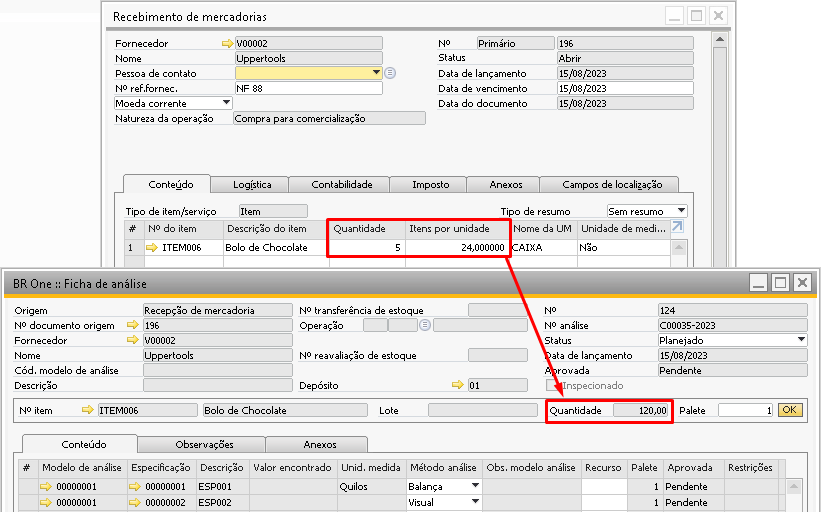 Recebimento de mercadorias
Fornecedor V00002 Nº Primário 196
Nome Uppertools Status Abrir
Pessoa de contato Data de lançamento 15/08/2023
Nº ref.fornec. NF 88 Data de vencimento 15/08/2023
Moeda corrente Data do documento 15/08/2023
Natureza da operação Compra para comercialização
Conteúdo Logística Contabilidade Imposto Anexos Campos de localização
Tipo de item/serviço Item Tipo de resumo Sem resumo
# Nº do item Descrição do item Quantidade Itens por unidade Nome da UM Unidade de medi...
1 ITEM006 Bolo de Chocolate 5 24,000000 CAIXA Não
BR One :: Ficha de análise
Origem Recepção de mercadoria Nº transferência de estoque Nº 124
Nº documento origem 196 Operação Nº análise C00035-2023
Fornecedor V00002 Status Planejado
Nome Uppertools Nº reavaliação de estoque Data de lançamento 15/08/2023
Cód. modelo de análise Aprovada Pendente
Descrição Depósito 01 Inspecionado
Nº item ITEM006 Bolo de Chocolate Lote Quantidade 120,00 Palete 1 OK
Conteúdo Observações Anexos
# Modelo de análise Especificação Descrição Valor encontrado Unid. medida Método análise Obs. modelo análise Recurso Palete Aprovada Restrições
00000001 00000001 ESP001 Quilos Balança 1 Pendente
00000001 00000002 ESP002 Visual 1 Pendente